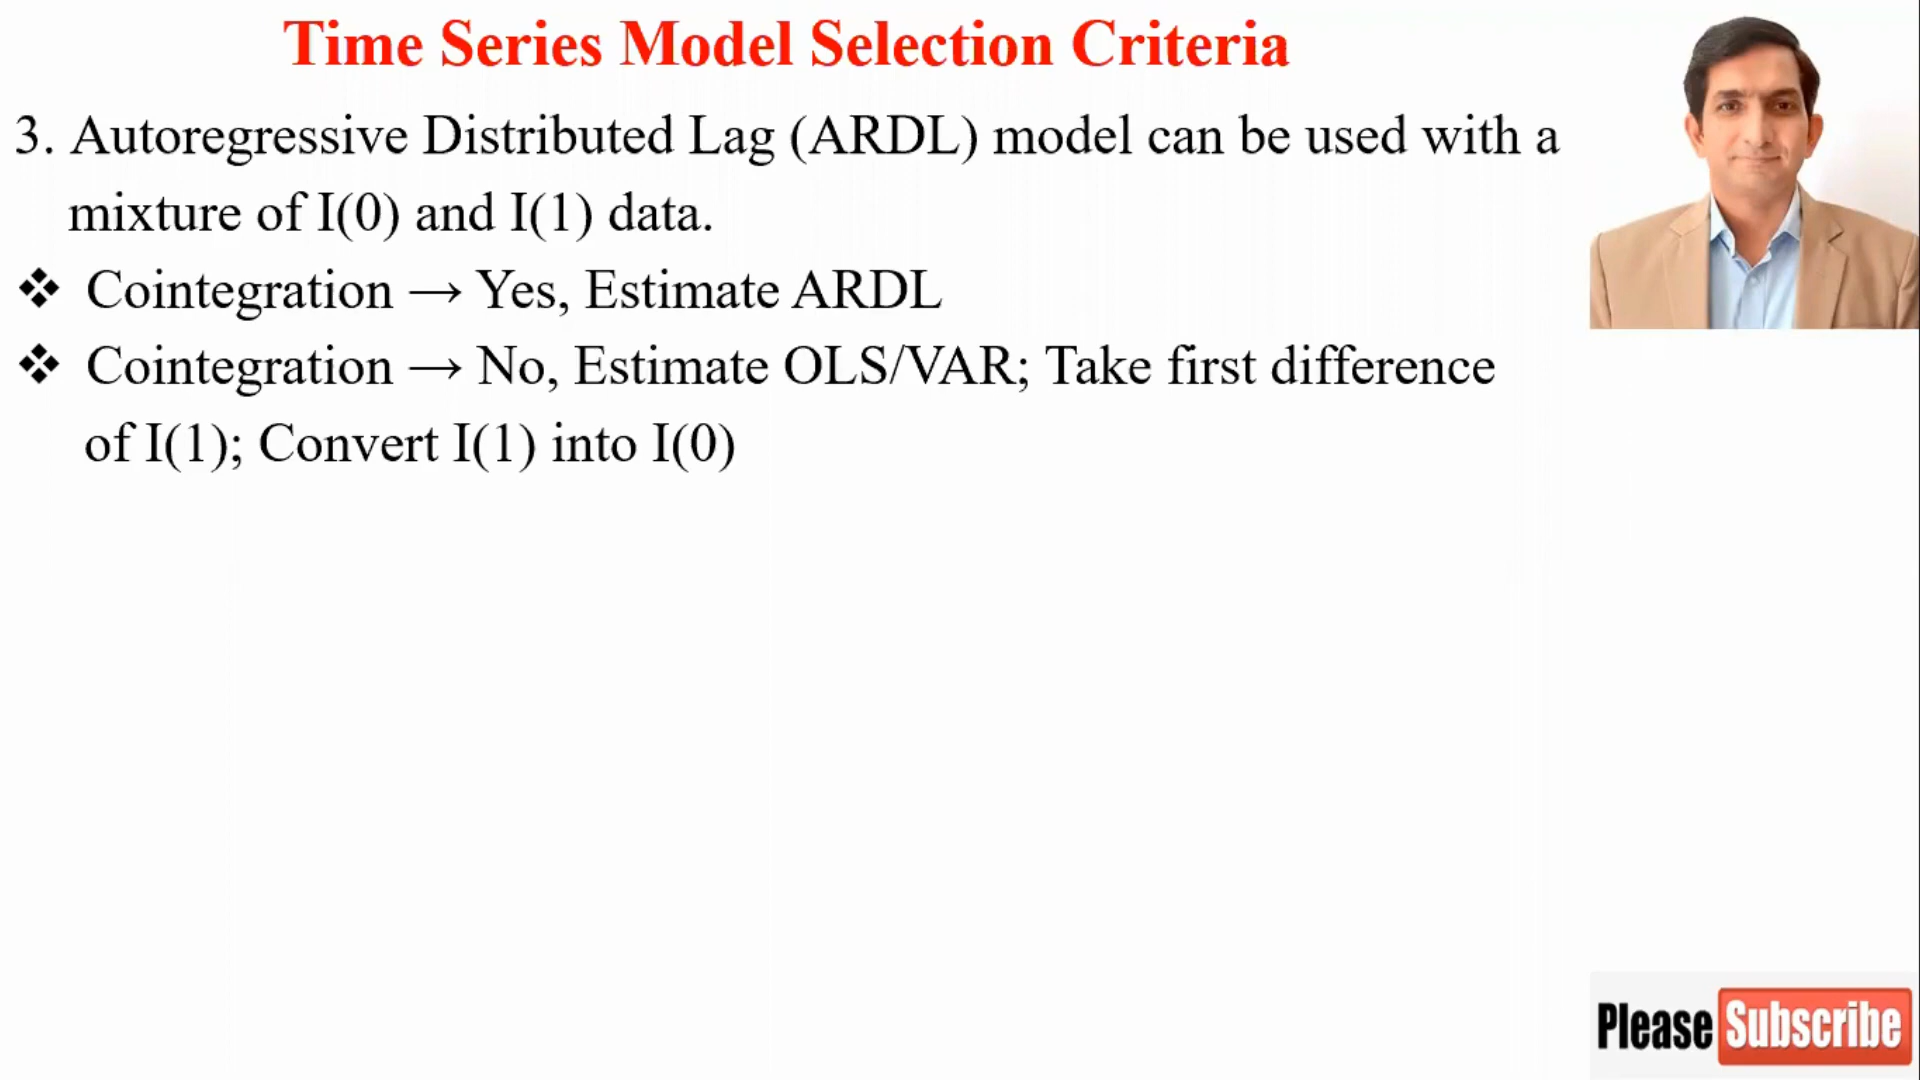 Time Series Model Selection Criteria
3. Autoregressive Distributed Lag (ARDL) model can be used with a
mixture of I(0) and I(1) data.
❖ Cointegration → Yes, Estimate ARDL
❖ Cointegration → No, Estimate OLS/VAR; Take first difference
of I(1); Convert I(1) into I(0)
Please Subscribe